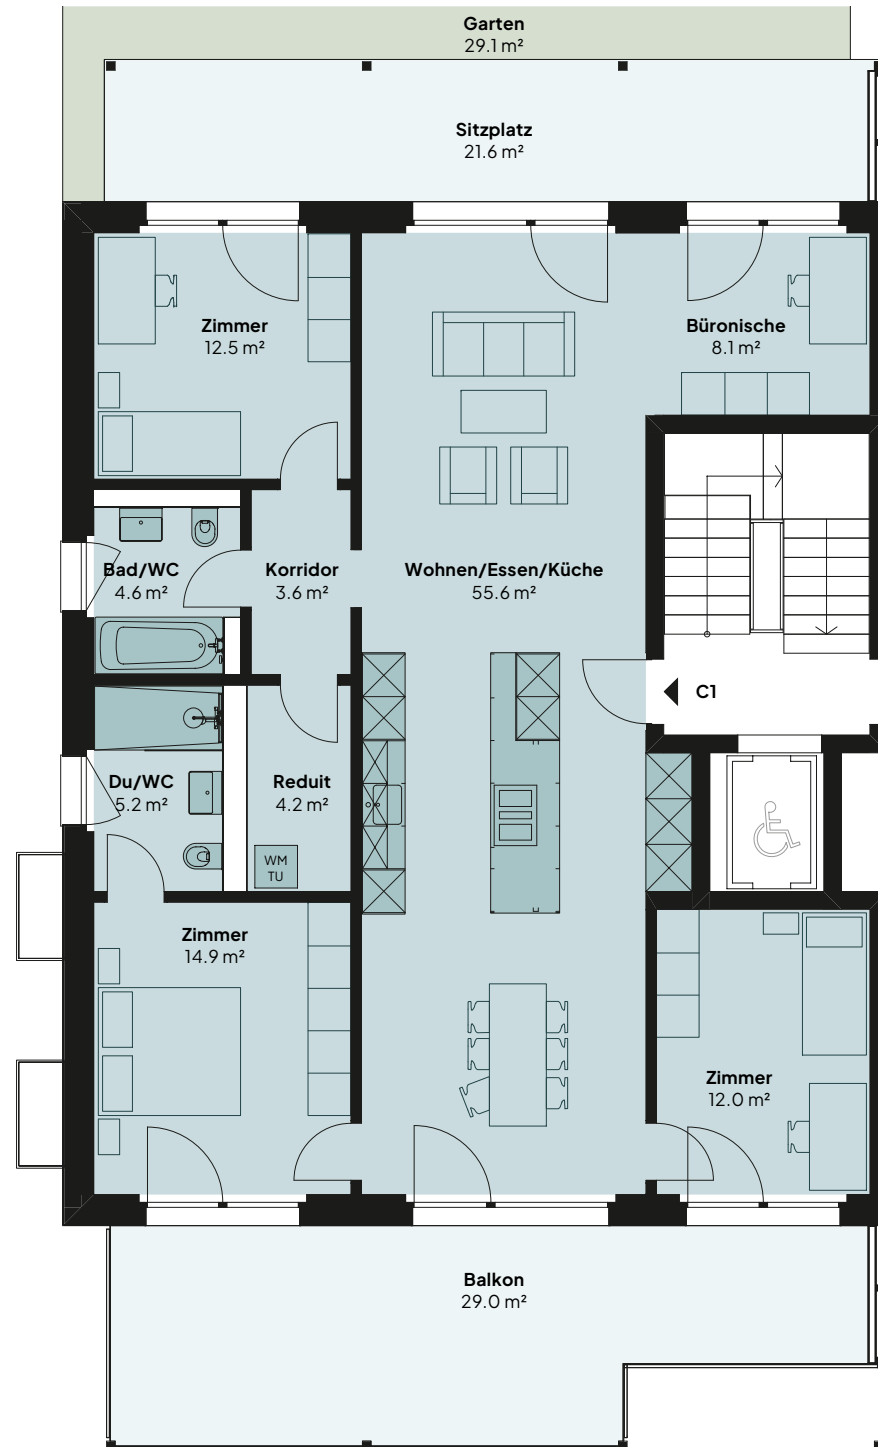 Garten
29.1 m²
Sitzplatz
21.6 m²
Zimmer
12.5 m²
Büronische
8.1 m²
Bad/WC
4.6 m²
Korridor
3.6 m²
Wohnen/Essen/Küche
55.6 m²
C1
Du/WC
5.2 m²
Reduit
4.2 m²
WM
TU
Zimmer
14.9 m²
Zimmer
12.0 m²
Balkon
29.0 m²